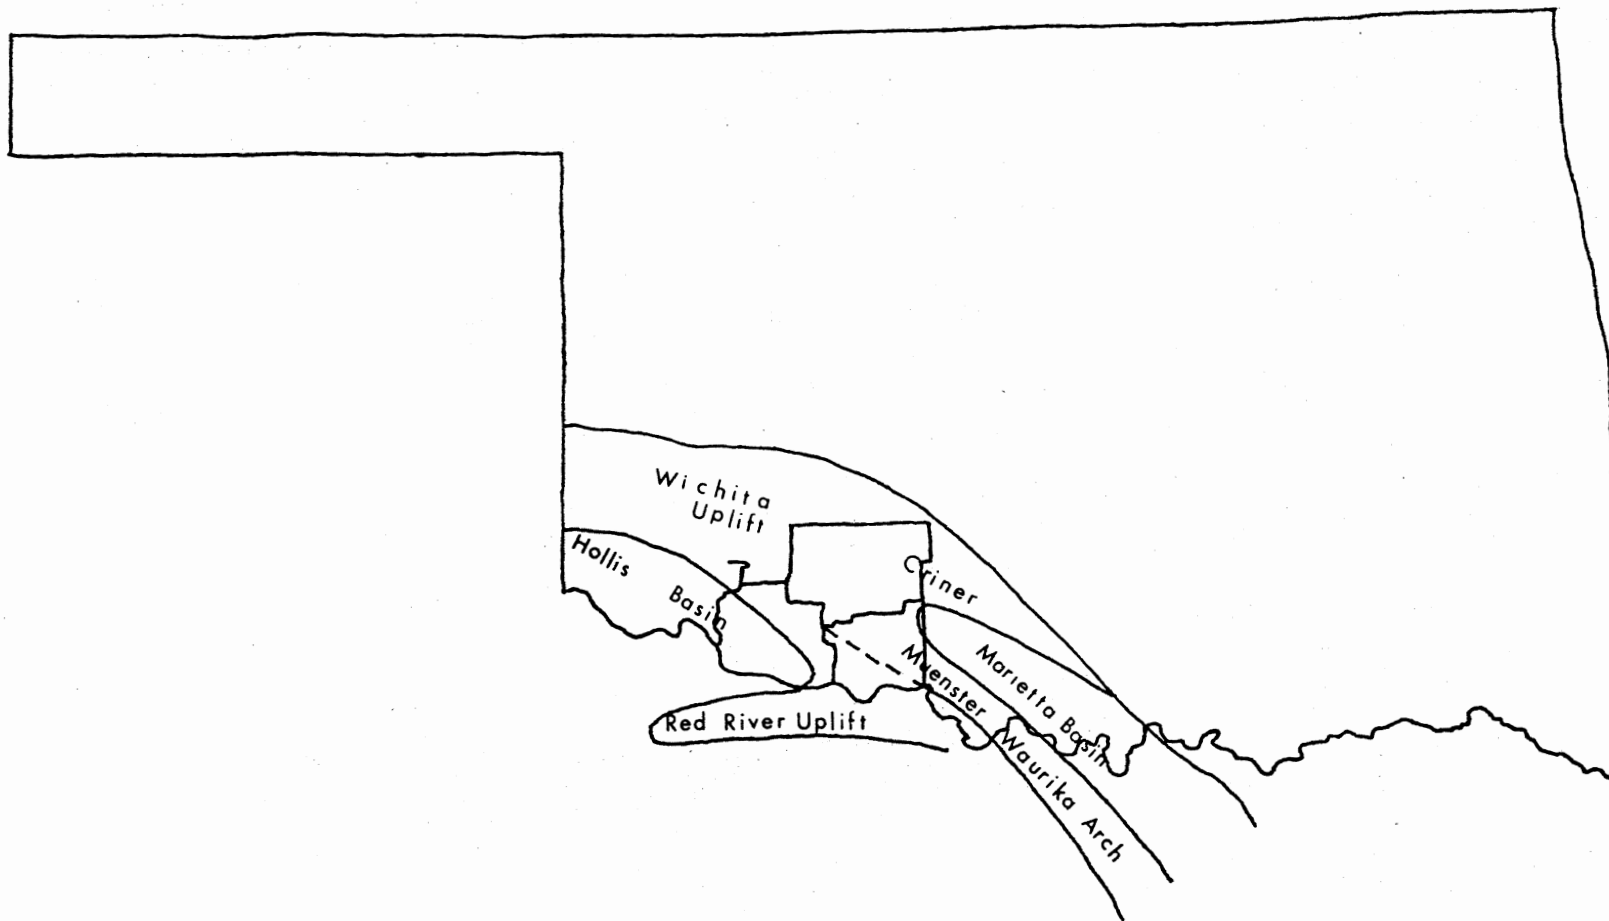 Wichita
Uplift
Hollis
Basin
Criner
Marietta Basin
Muenster
Waurika Arch
Red River Uplift